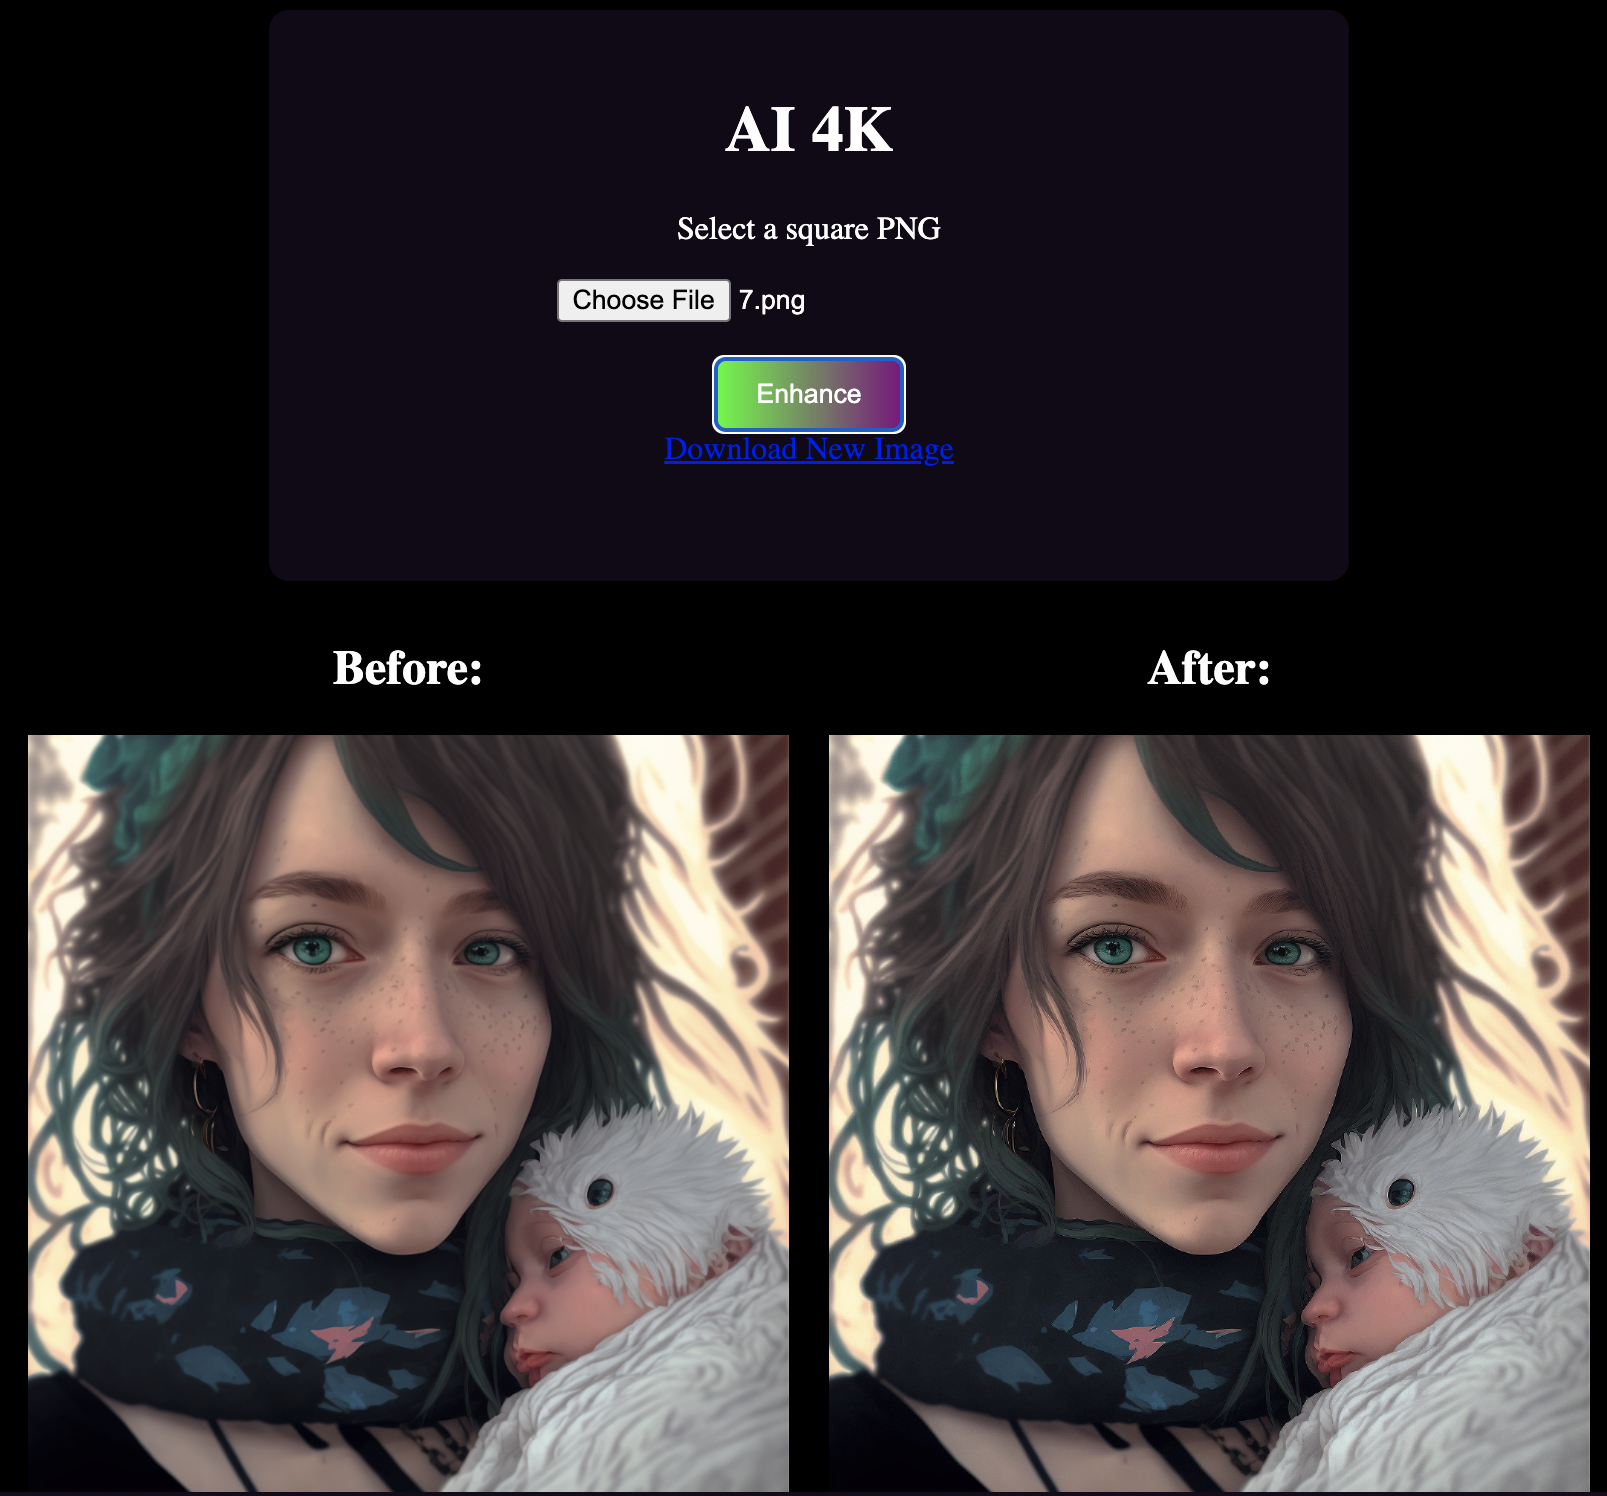 AI 4K
Select a square PNG
Choose File 7.png
Enhance
Download New Image
Before:
After: